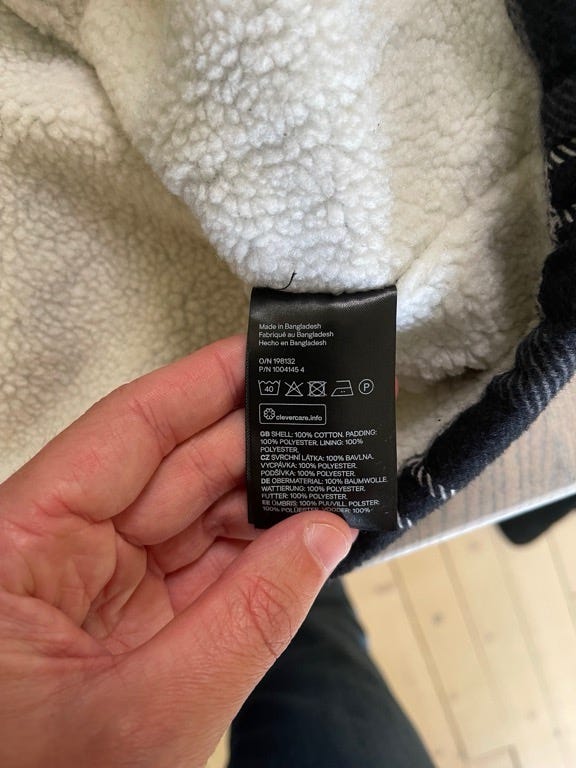 Made in Bangladesh
Fabriqué au Bangladesh
Hecho en Bangladesh
O/N 198132
P/N 1004145 4
40 P
clevercare.info
GB SHELL: 100% COTTON. PADDING:
100% POLYESTER. LINING: 100%
POLYESTER.
CZ SVRCHNÍ LÁTKA: 100% BAVLNA.
VYCPÁVKA: 100% POLYESTER.
PODŠÍVKA: 100% POLYESTER.
DE OBERMATERIAL: 100% BAUMWOLLE.
WATTIERUNG: 100% POLYESTER.
FUTTER: 100% POLYESTER.
EE ÜMBRIS: 100% PUUVILL. POLSTER:
100% POLÜESTER. VOODER: 100%